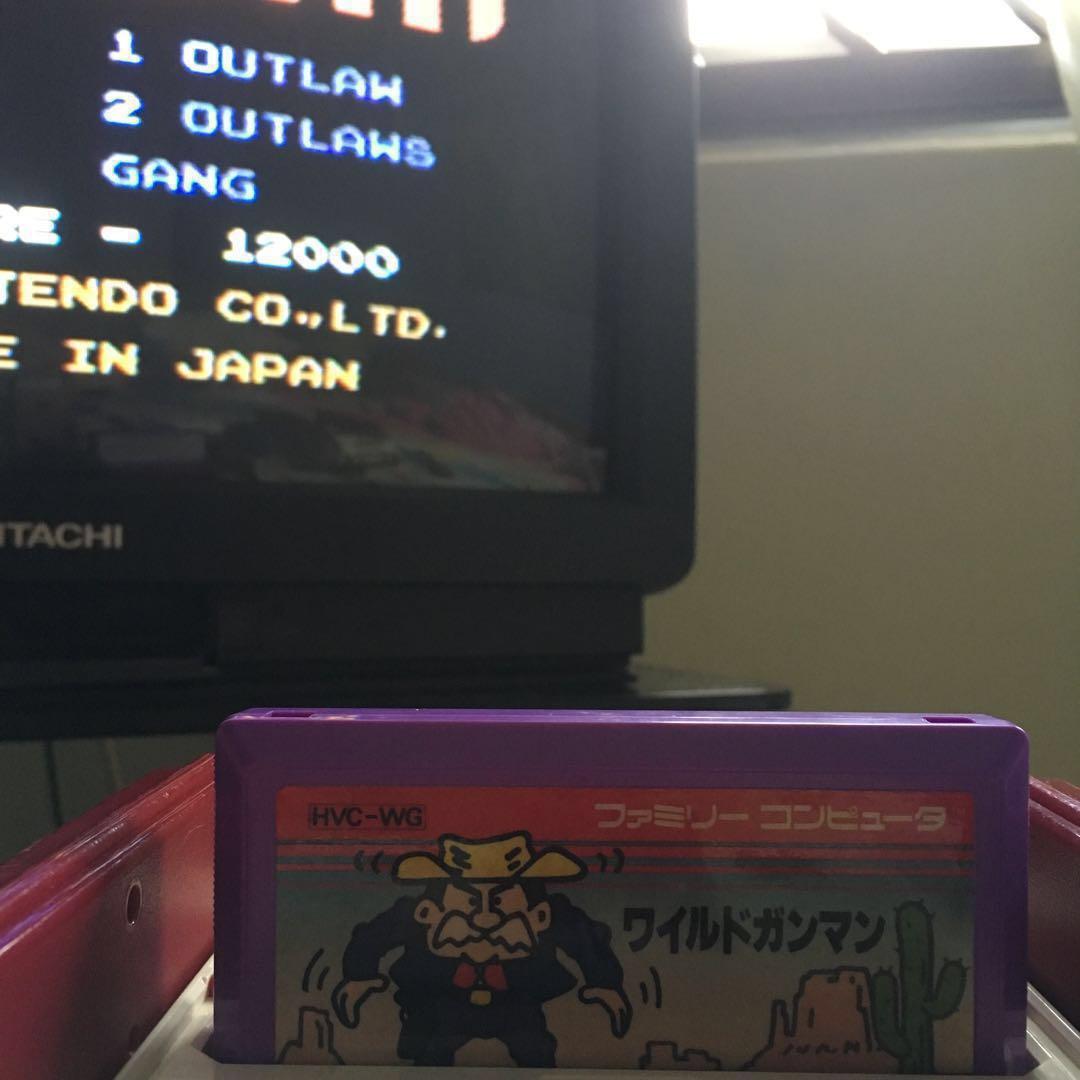 1 OUTLAW
2 OUTLAWS
GANG
RE - 12000
TENDO CO.,LTD.
E IN JAPAN
ITACHI
HVC-WG
ファミリー コンピュータ
ワイルドガンマン